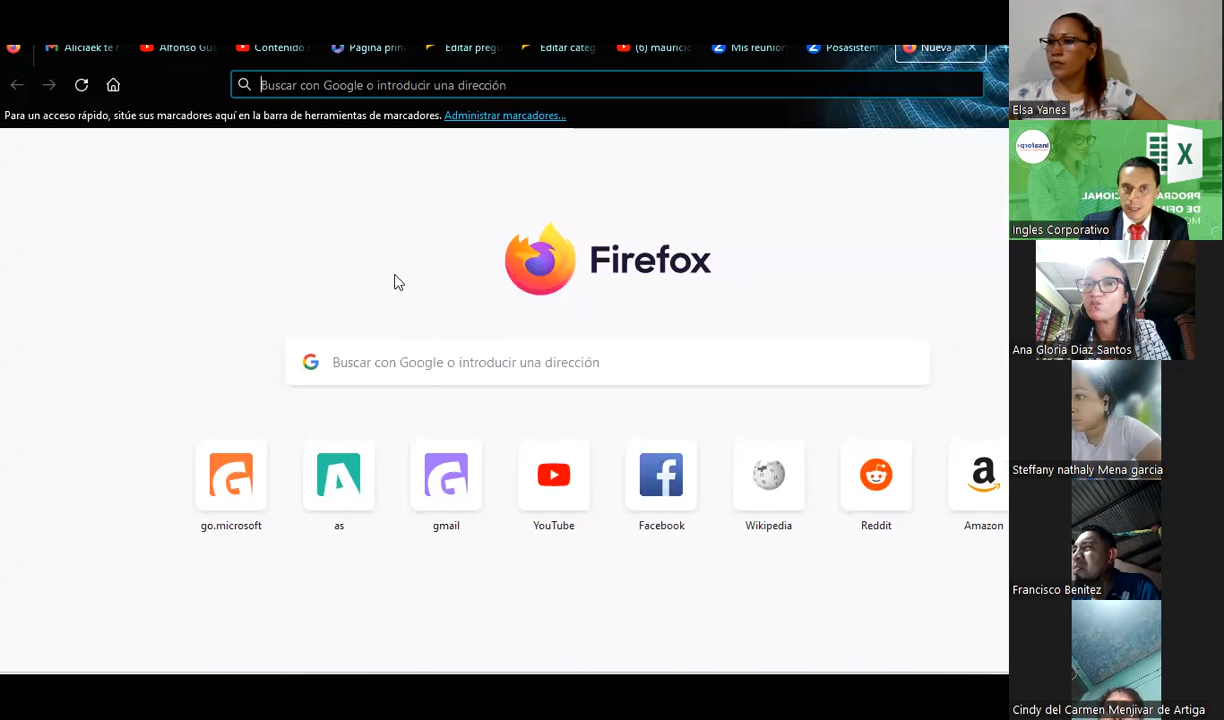 Aliciaek te h
Alfonso Gua
Contenido
Página prin
Editar preg
Editar categ
(6) mauricio
Mis reunion
Posasistent
Nueva p
Buscar con Google o introducir una dirección
Para un acceso rápido, sitúe sus marcadores aquí en la barra de herramientas de marcadores. Administrar marcadores...
Firefox
Buscar con Google o introducir una dirección
go.microsoft
as
gmail
YouTube
Facebook
Wikipedia
Reddit
Amazon
Elsa Yanes
Ingles Corporativo
Ana Gloria Diaz Santos
Steffany nathaly Mena garcia
Francisco Benitez
Cindy del Carmen Menjivar de Artiga